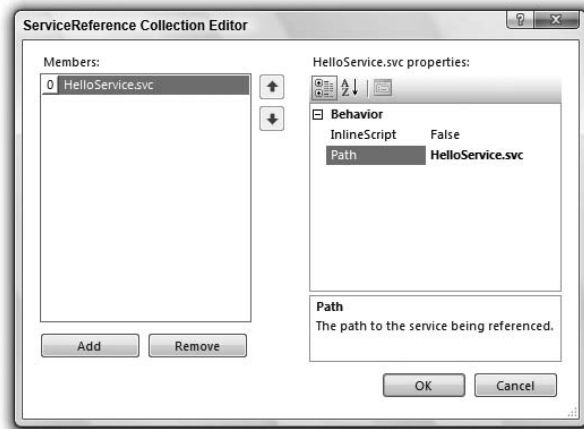 ServiceReference Collection Editor
Members:
0 HelloService.svc
Add
Remove
HelloService.svc properties:
Behavior
InlineScript False
Path HelloService.svc
Path
The path to the service being referenced.
OK
Cancel